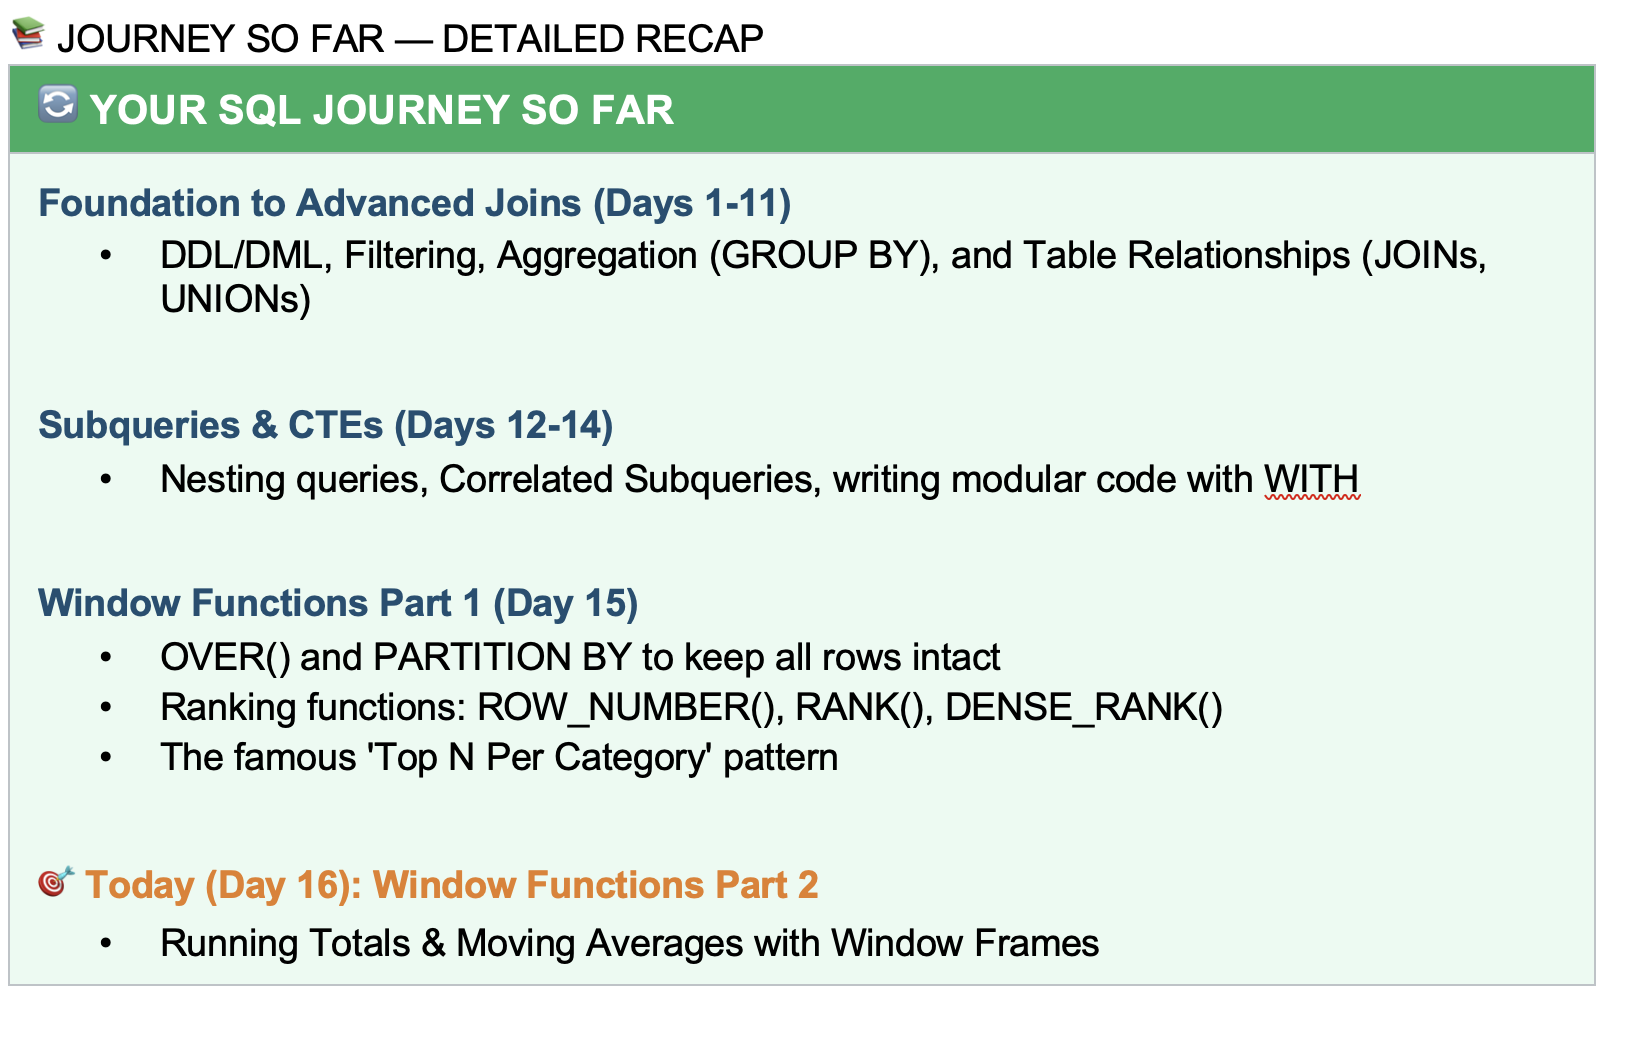 JOURNEY SO FAR — DETAILED RECAP
YOUR SQL JOURNEY SO FAR
Foundation to Advanced Joins (Days 1-11)
• DDL/DML, Filtering, Aggregation (GROUP BY), and Table Relationships (JOINs,
UNIONs)
Subqueries & CTEs (Days 12-14)
• Nesting queries, Correlated Subqueries, writing modular code with WITH
Window Functions Part 1 (Day 15)
• OVER() and PARTITION BY to keep all rows intact
• Ranking functions: ROW_NUMBER(), RANK(), DENSE_RANK()
• The famous 'Top N Per Category' pattern
Today (Day 16): Window Functions Part 2
• Running Totals & Moving Averages with Window Frames